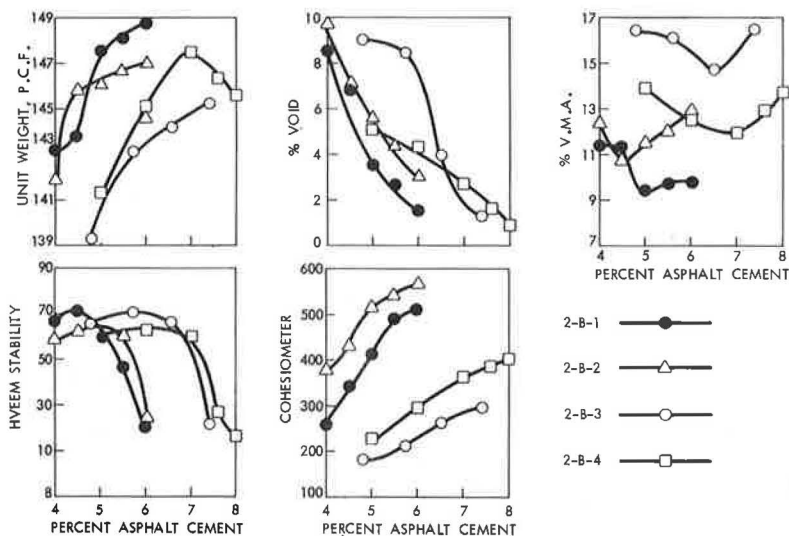 UNIT WEIGHT, P.C.F.
149
147
145
143
141
139
% VOID
10
8
6
4
2
0
% V.M.A.
17
15
13
11
9
7
4 5 6 7 8
PERCENT ASPHALT CEMENT
HVEEM STABILITY
90
70
50
30
10
8
4 5 6 7 8
PERCENT ASPHALT CEMENT
COHESIOMETER
600
500
400
300
200
100
4 5 6 7 8
PERCENT ASPHALT CEMENT
2-B-1
2-B-2
2-B-3
2-B-4